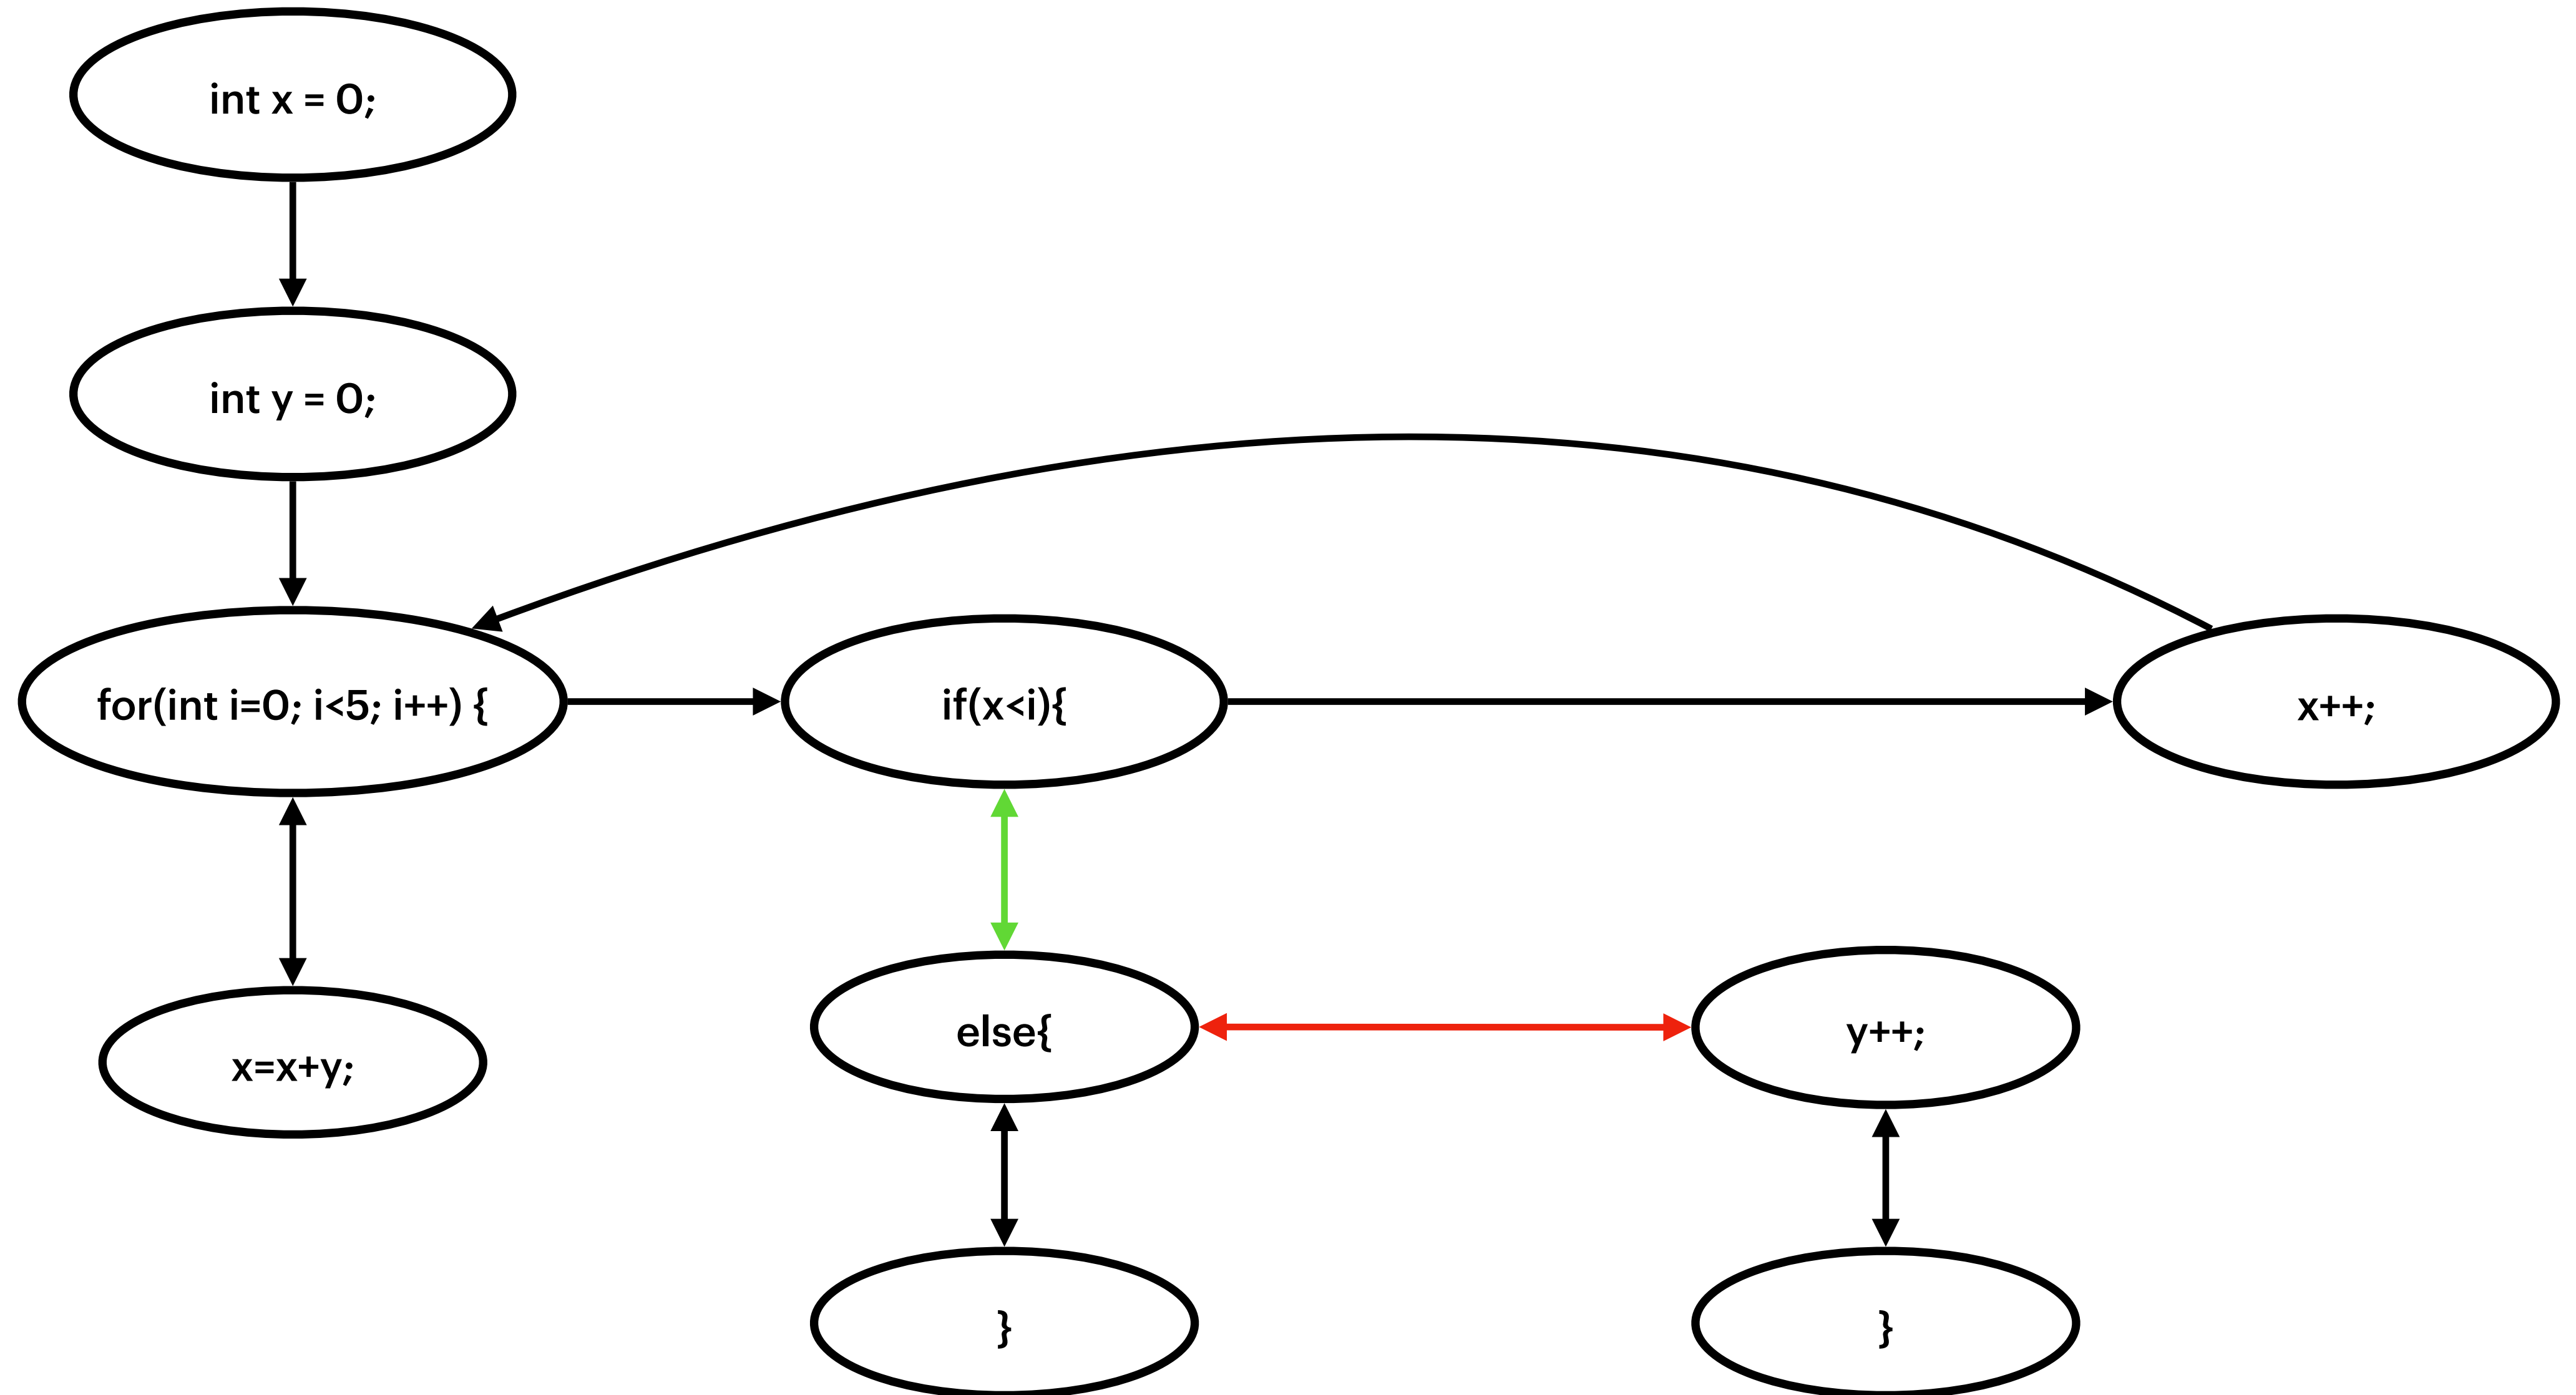 int x = 0;
int y = 0;
for(int i=0; i<5; i++) {
if(x<i){
x++;
x=x+y;
else{
y++;
}
}